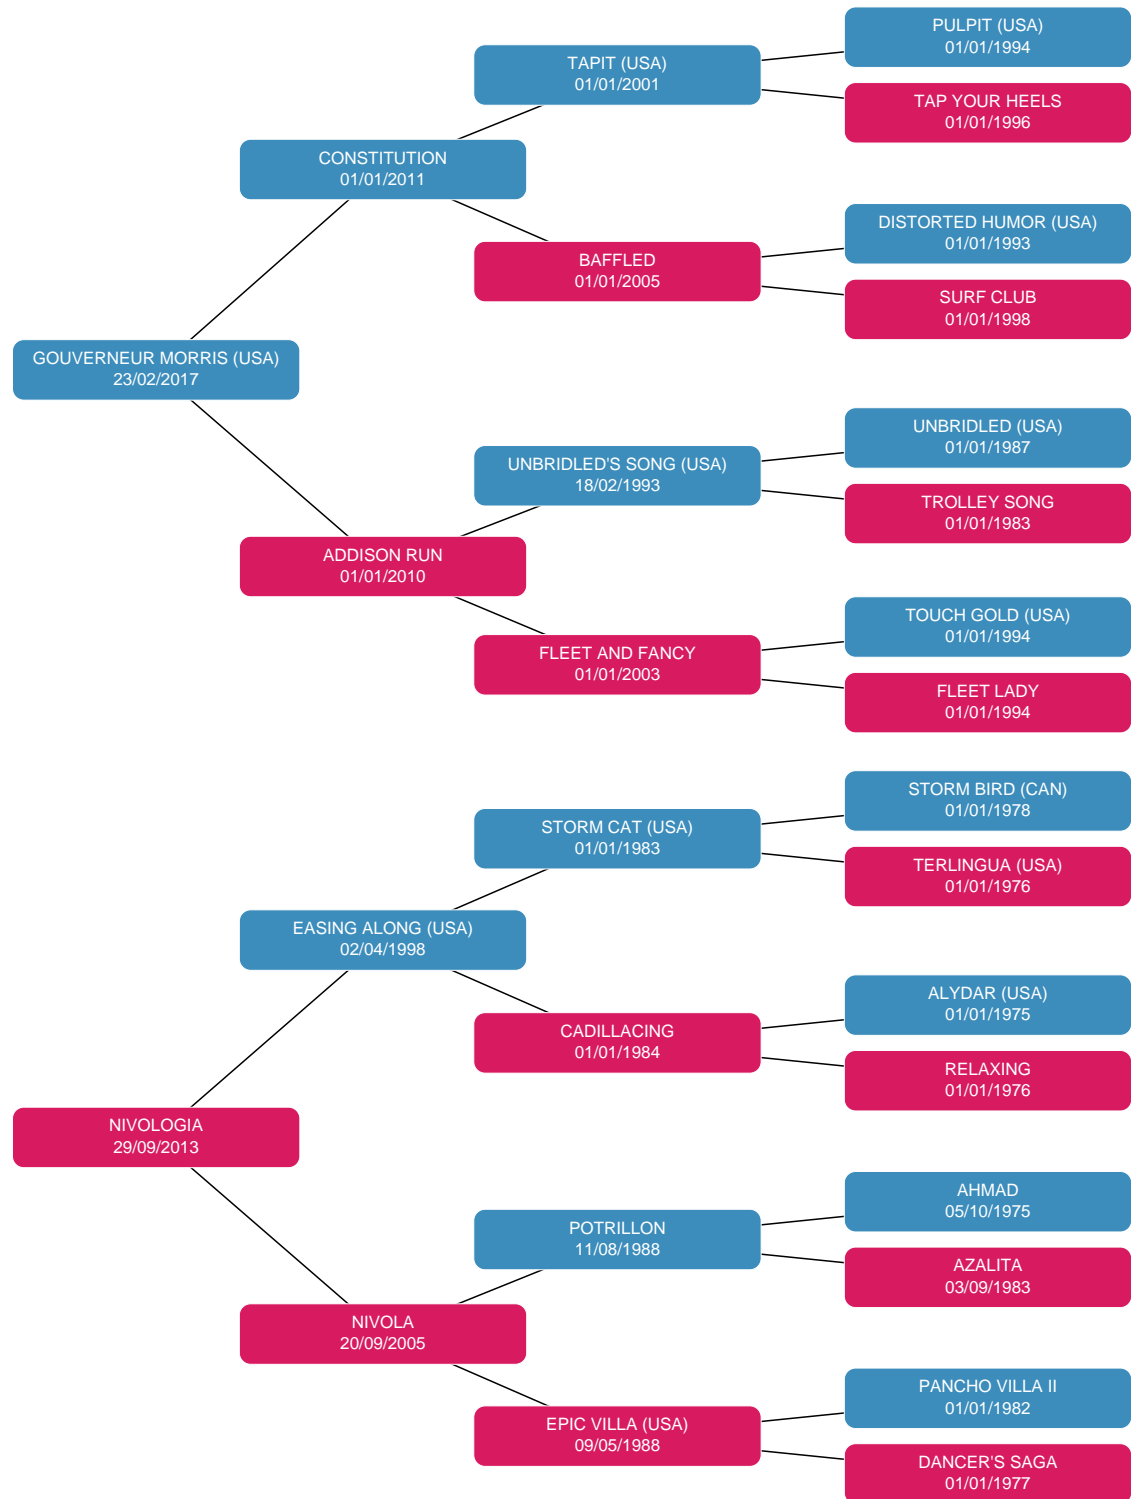 PULPIT (USA)
01/01/1994
TAPIT (USA)
01/01/2001
TAP YOUR HEELS
01/01/1996
CONSTITUTION
01/01/2011
DISTORTED HUMOR (USA)
01/01/1993
BAFFLED
01/01/2005
SURF CLUB
01/01/1998
GOUVERNEUR MORRIS (USA)
23/02/2017
UNBRIDLED (USA)
01/01/1987
UNBRIDLED'S SONG (USA)
18/02/1993
TROLLEY SONG
01/01/1983
ADDISON RUN
01/01/2010
TOUCH GOLD (USA)
01/01/1994
FLEET AND FANCY
01/01/2003
FLEET LADY
01/01/1994
STORM BIRD (CAN)
01/01/1978
STORM CAT (USA)
01/01/1983
TERLINGUA (USA)
01/01/1976
EASING ALONG (USA)
02/04/1998
ALYDAR (USA)
01/01/1975
CADILLACING
01/01/1984
RELAXING
01/01/1976
NIVOLOGIA
29/09/2013
AHMAD
05/10/1975
POTRILLON
11/08/1988
AZALITA
03/09/1983
NIVOLA
20/09/2005
PANCHO VILLA II
01/01/1982
EPIC VILLA (USA)
09/05/1988
DANCER'S SAGA
01/01/1977